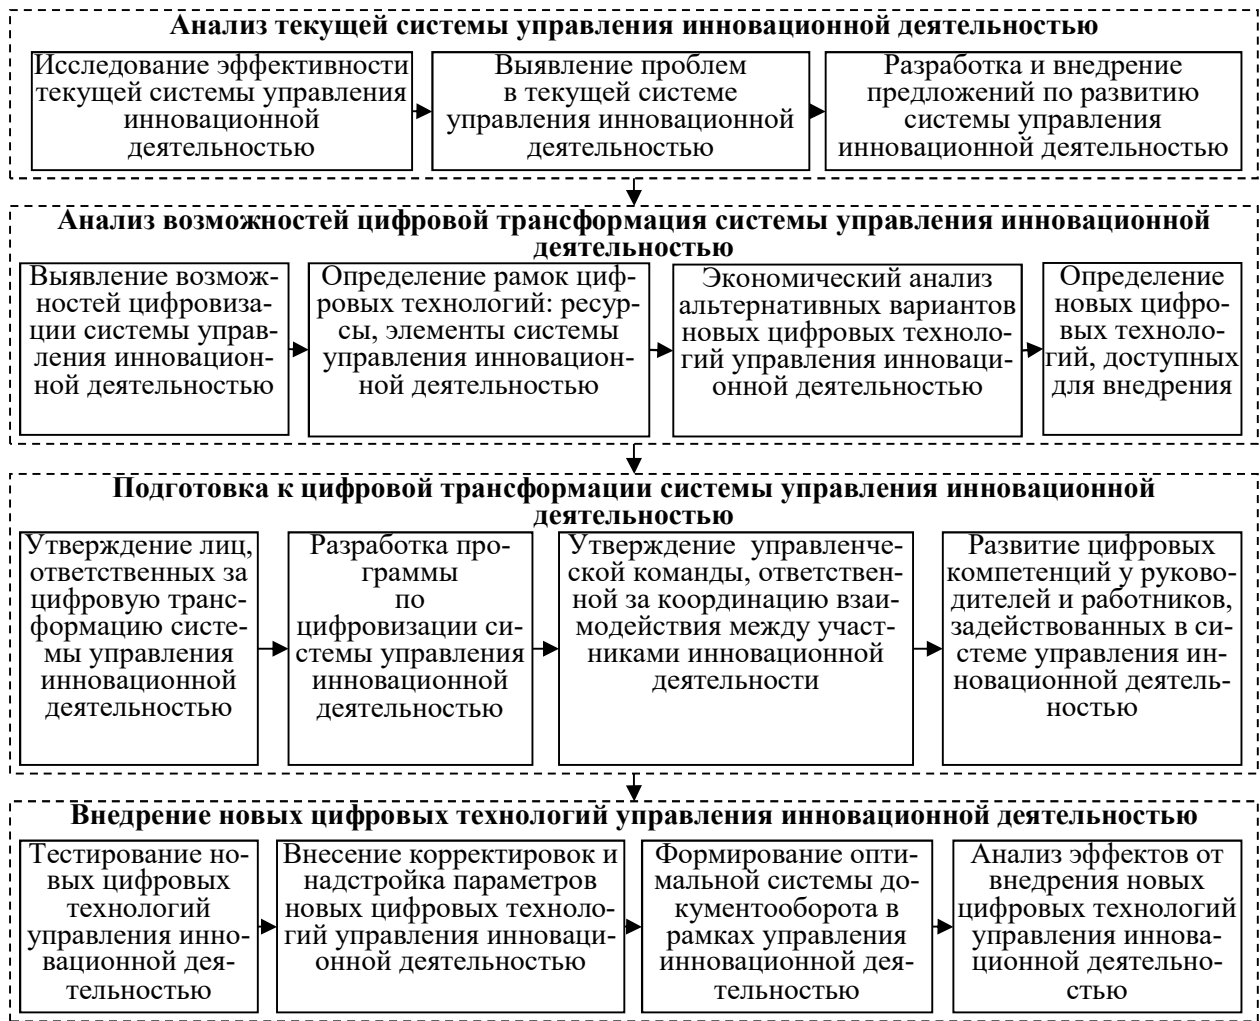 Анализ текущей системы управления инновационной деятельностью
Исследование эффективности
текущей системы управления
инновационной
деятельностью
Выявление проблем
в текущей системе
управления инновационной
деятельностью
Разработка и внедрение
предложений по развитию
системы управления
инновационной деятельностью
Анализ возможностей цифровой трансформация системы управления инновационной
деятельностью
Выявление возмож-
ностей цифровиза-
ции системы управ-
ления инновацион-
ной деятельностью
Определение рамок циф-
ровых технологий: ресур-
сы, элементы системы
управления инновацион-
ной деятельностью
Экономический анализ
альтернативных вариантов
новых цифровых техноло-
гий управления инноваци-
онной деятельностью
Определение
новых цифро-
вых техноло-
гий, доступных
для внедрения
Подготовка к цифровой трансформации системы управления инновационной
деятельностью
Утверждение лиц,
ответственных за
цифровую транс-
формацию систе-
мы управления
инновационной
деятельностью
Разработка про-
граммы
по
цифровизации си-
стемы управления
инновационной
деятельностью
Утверждение управленче-
ской команды, ответствен-
ной за координацию взаи-
модействия между участ-
никами инновационной
деятельности
Развитие цифровых
компетенций у руково-
дителей и работников,
задействованных в си-
стеме управления ин-
новационной деятель-
ностью
Внедрение новых цифровых технологий управления инновационной деятельностью
Тестирование но-
вых цифровых
технологий
управления инно-
вационной дея-
тельностью
Внесение корректировок и
надстройка параметров
новых цифровых техноло-
гий управления инноваци-
онной деятельностью
Формирование опти-
мальной системы до-
кументооборота в
рамках управления
инновационной дея-
тельностью
Анализ эффектов от
внедрения новых
цифровых технологий
управления иннова-
ционной деятельно-
стью